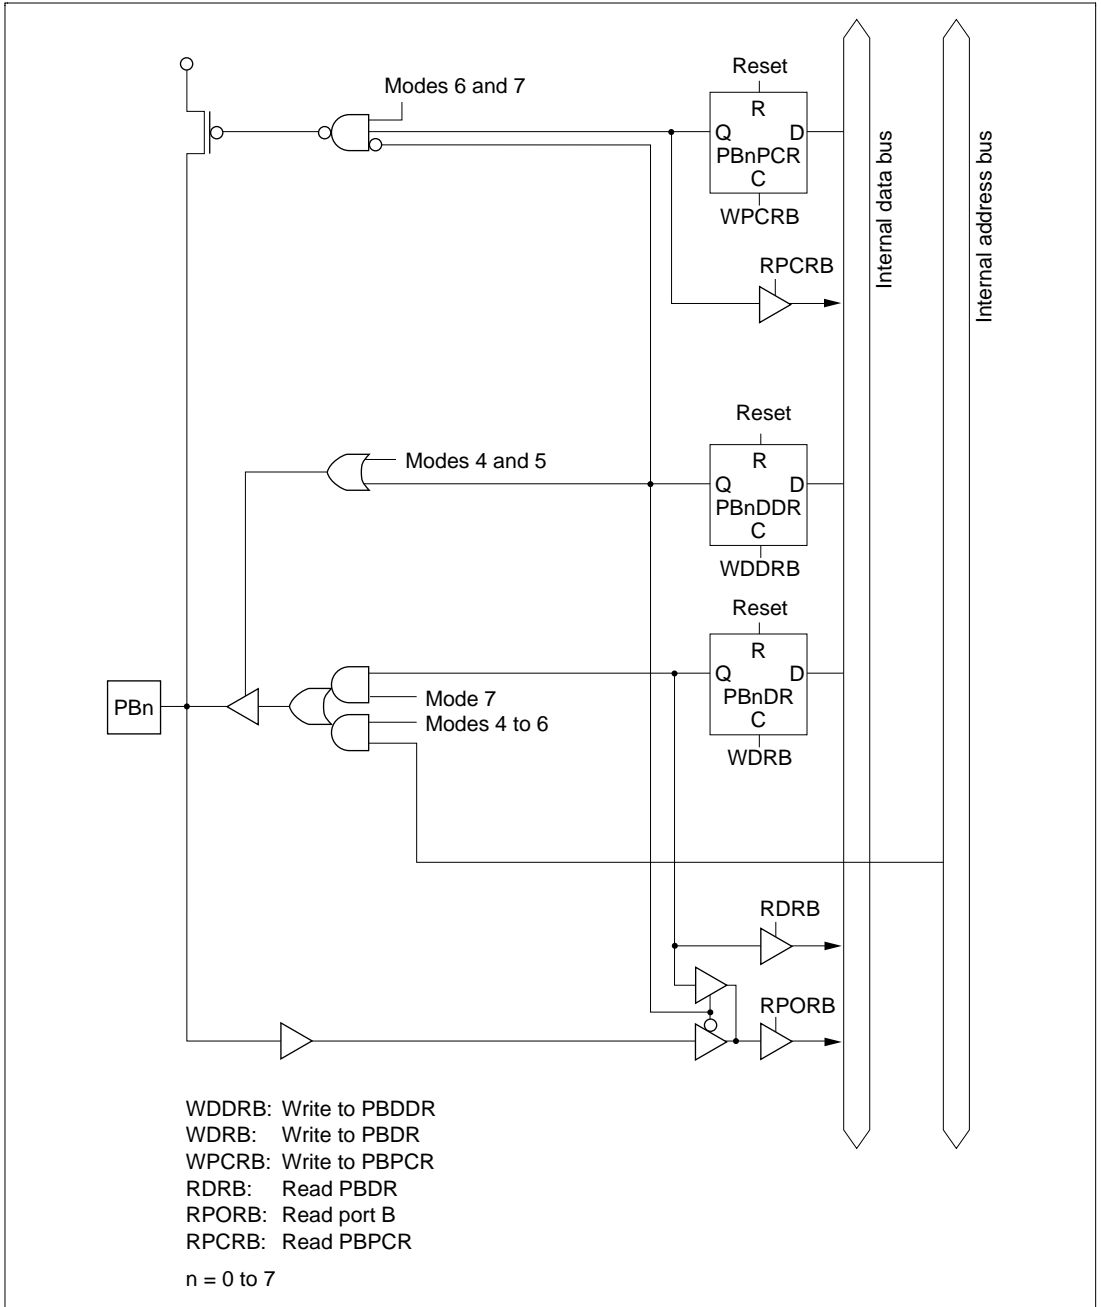 Reset
Modes 6 and 7
R
Q D
PBnPCR
C
WPCRB
Internal data bus
Internal address bus
RPCRB
Reset
Modes 4 and 5
R
Q D
PBnDDR
C
WDDRB
Reset
R
Q D
PBnDR
C
WDRB
PBn
Mode 7
Modes 4 to 6
RDRB
RPORB
WDDRB: Write to PBDDR
WDRB: Write to PBDR
WPCRB: Write to PBPCR
RDRB: Read PBDR
RPORB: Read port B
RPCRB: Read PBPCR
n = 0 to 7